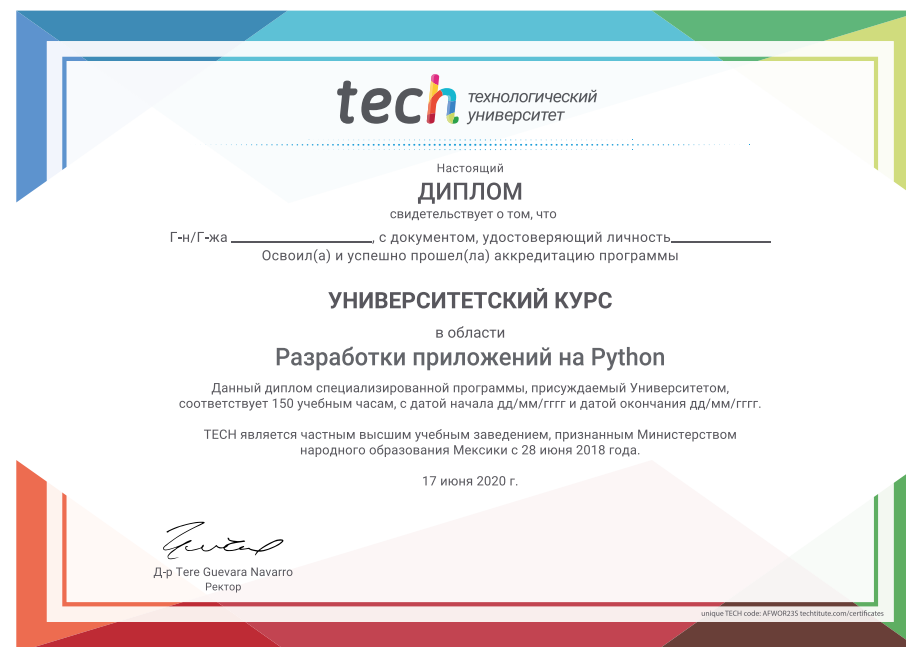 tech технологический
университет
Настоящий
ДИПЛОМ
свидетельствует о том, что
Г-н/Г-жа , с документом, удостоверяющий личность
Освоил(а) и успешно прошел(ла) аккредитацию программы
УНИВЕРСИТЕТСКИЙ КУРС
в области
Разработки приложений на Python
Данный диплом специализированной программы, присуждаемый Университетом,
соответствует 150 учебным часам, с датой начала дд/мм/гггг и датой окончания дд/мм/гггг.
TECH является частным высшим учебным заведением, признанным Министерством
народного образования Мексики с 28 июня 2018 года.
17 июня 2020 г.
Д-р Tere Guevara Navarro
Ректор
unique TECH code: AFWOR23S techtitute.com/certificates